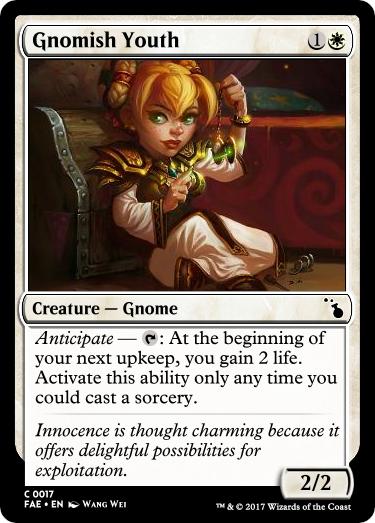 Gnomish Youth 1
Creature — Gnome
Anticipate — : At the beginning of
your next upkeep, you gain 2 life.
Activate this ability only any time you
could cast a sorcery.
Innocence is thought charming because it
offers delightful possibilities for
exploitation.
2/2
C 0017
FAE • EN WANG WEI
™ & © 2017 Wizards of the Coast